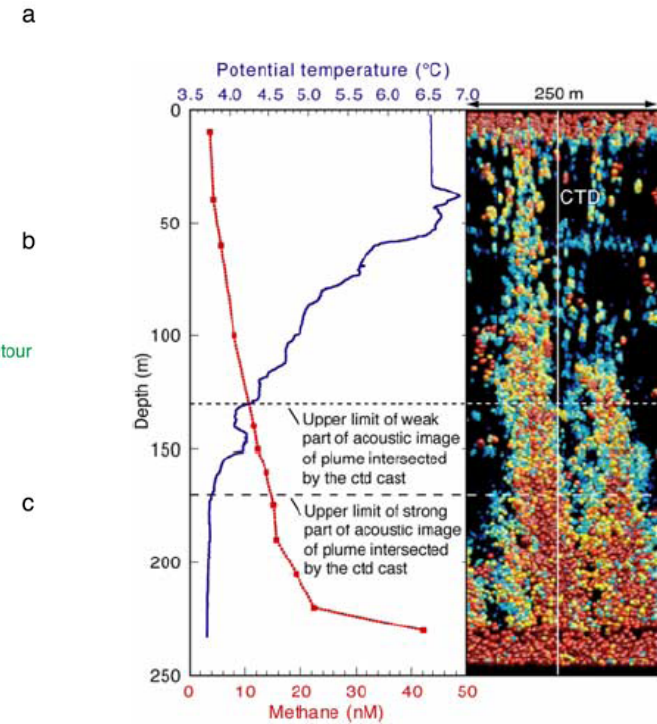 a
Potential temperature (°C)
3.5 4.0 4.5 5.0 5.5 6.0 6.5 7.0
250 m
0
CTD
50
b
100
tour
Depth (m)
Upper limit of weak
part of acoustic image
of plume intersected
by the ctd cast
150
c
Upper limit of strong
part of acoustic image
of plume intersected
by the ctd cast
200
250
0 10 20 30 40 50
Methane (nM)